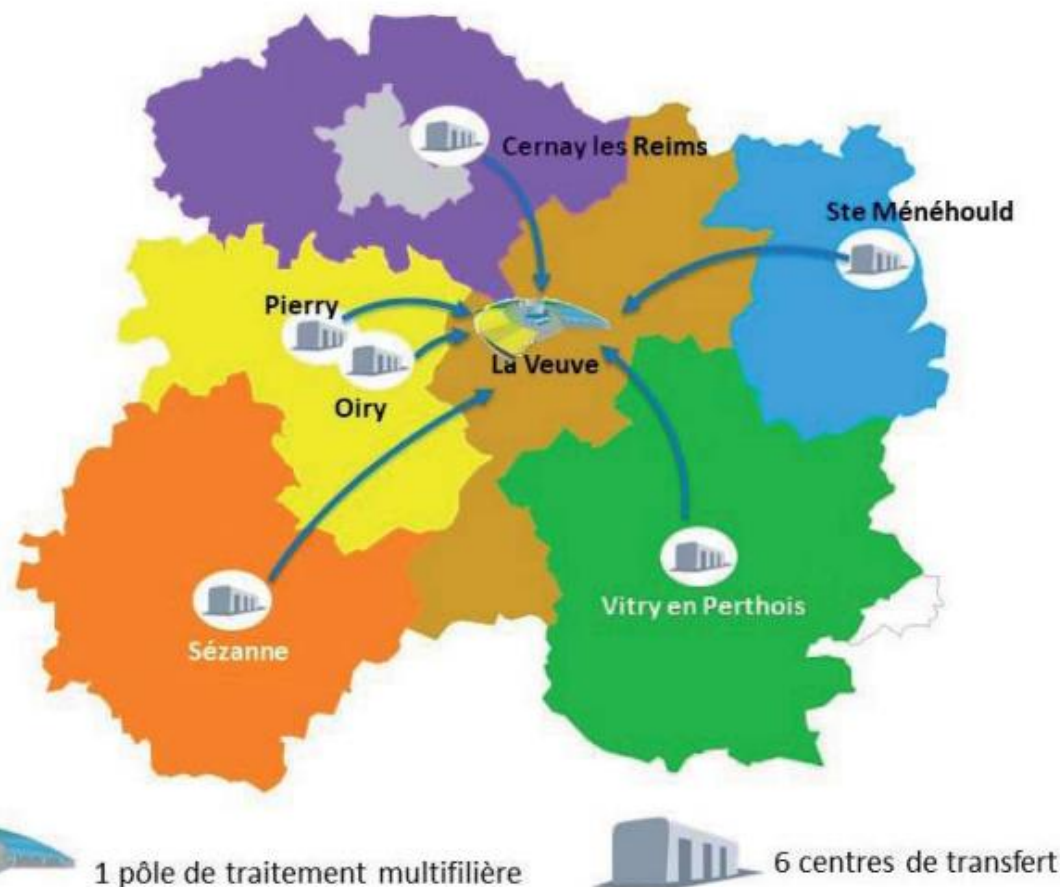 Cernay les Reims
Ste Ménéhould
Pierry
La Veuve
Oiry
Vitry en Perthois
Sézanne
1 pôle de traitement multifilière
6 centres de transfert